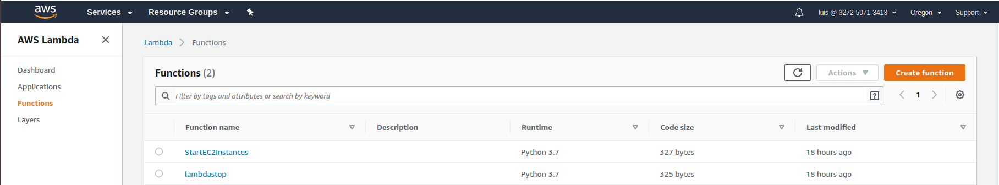 aws Services Resource Groups luis @ 3272-5071-3413 Oregon Support
AWS Lambda
Dashboard
Applications
Functions
Layers
Lambda Functions
Functions (2) Actions Create function
Filter by tags and attributes or search by keyword ? 1
Function name Description Runtime Code size Last modified
StartEC2Instances Python 3.7 327 bytes 18 hours ago
lambdastop Python 3.7 325 bytes 18 hours ago